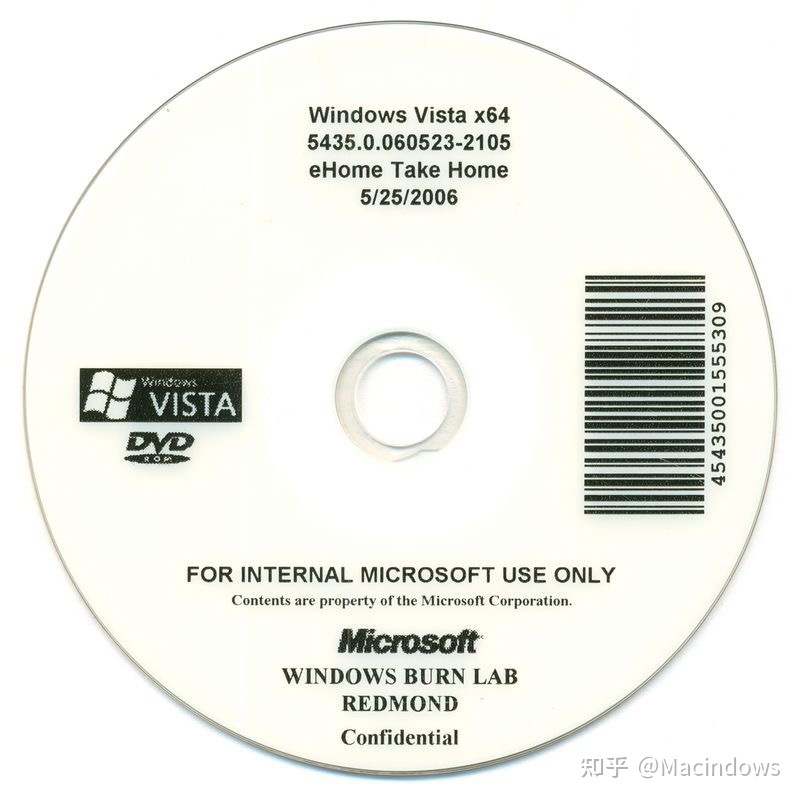 Windows Vista x64
5435.0.060523-2105
eHome Take Home
5/25/2006
Windows
VISTA
DVD
ROM
454350015555309
FOR INTERNAL MICROSOFT USE ONLY
Contents are property of the Microsoft Corporation.
Microsoft
WINDOWS BURN LAB
REDMOND
Confidential
知乎 @Macindows